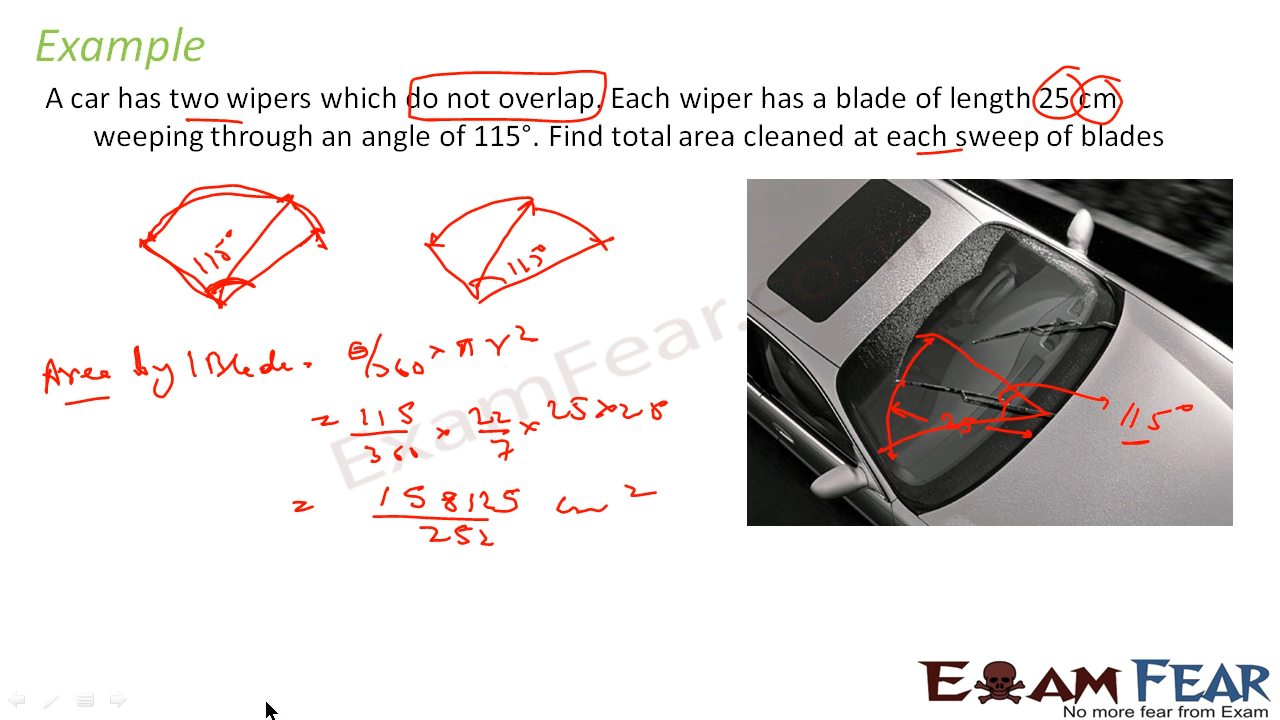 Example
A car has two wipers which do not overlap. Each wiper has a blade of length 25 cm
weeping through an angle of 115°. Find total area cleaned at each sweep of blades
115°
115°
Area by 1 Blade = θ/360 × π r²
= 115/360 × 22/7 × 25 × 25
= 158125/252 cm²
25
115°
ExamFear.com
EXAM FEAR
No more fear from Exam